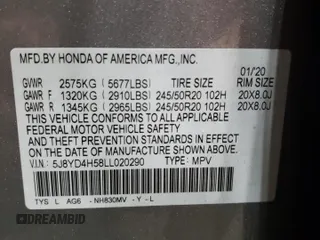 MFD.BY HONDA OF AMERICA MFG.,INC.
01/20
GVWR 2575KG (5677LBS) TIRE SIZE RIM SIZE
GAWR F 1320KG (2910LBS) 245/50R20 102H 20X8.0J
GAWR R 1345KG (2965LBS) 245/50R20 102H 20X8.0J
THIS VEHICLE CONFORMS TO ALL APPLICABLE
FEDERAL MOTOR VEHICLE SAFETY, BUMPER,
AND THEFT PREVENTION STANDARDS IN EFFECT
ON THE DATE OF MANUFACTURE SHOWN ABOVE.
V.I.N: 5J8YD4H58LL020290 TYPE: MPV
TYS L AG6 -NH830MV -Y -L
DIAMOND BID